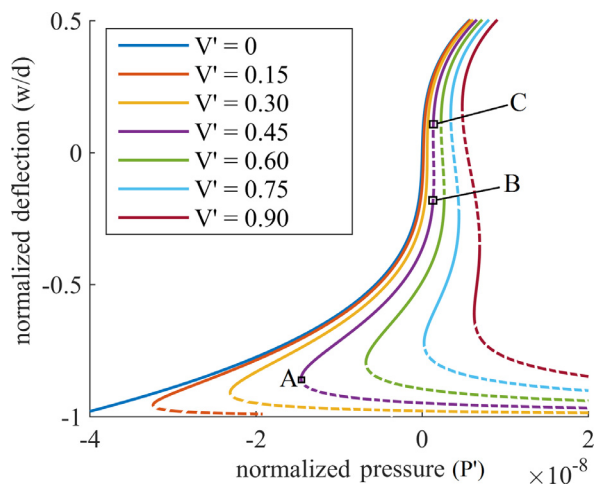 normalized deflection (w/d)
0.5
0
-0.5
-1
V' = 0
V' = 0.15
V' = 0.30
V' = 0.45
V' = 0.60
V' = 0.75
V' = 0.90
C
B
A
-4
-2
0
2
normalized pressure (P')
×10⁻⁸